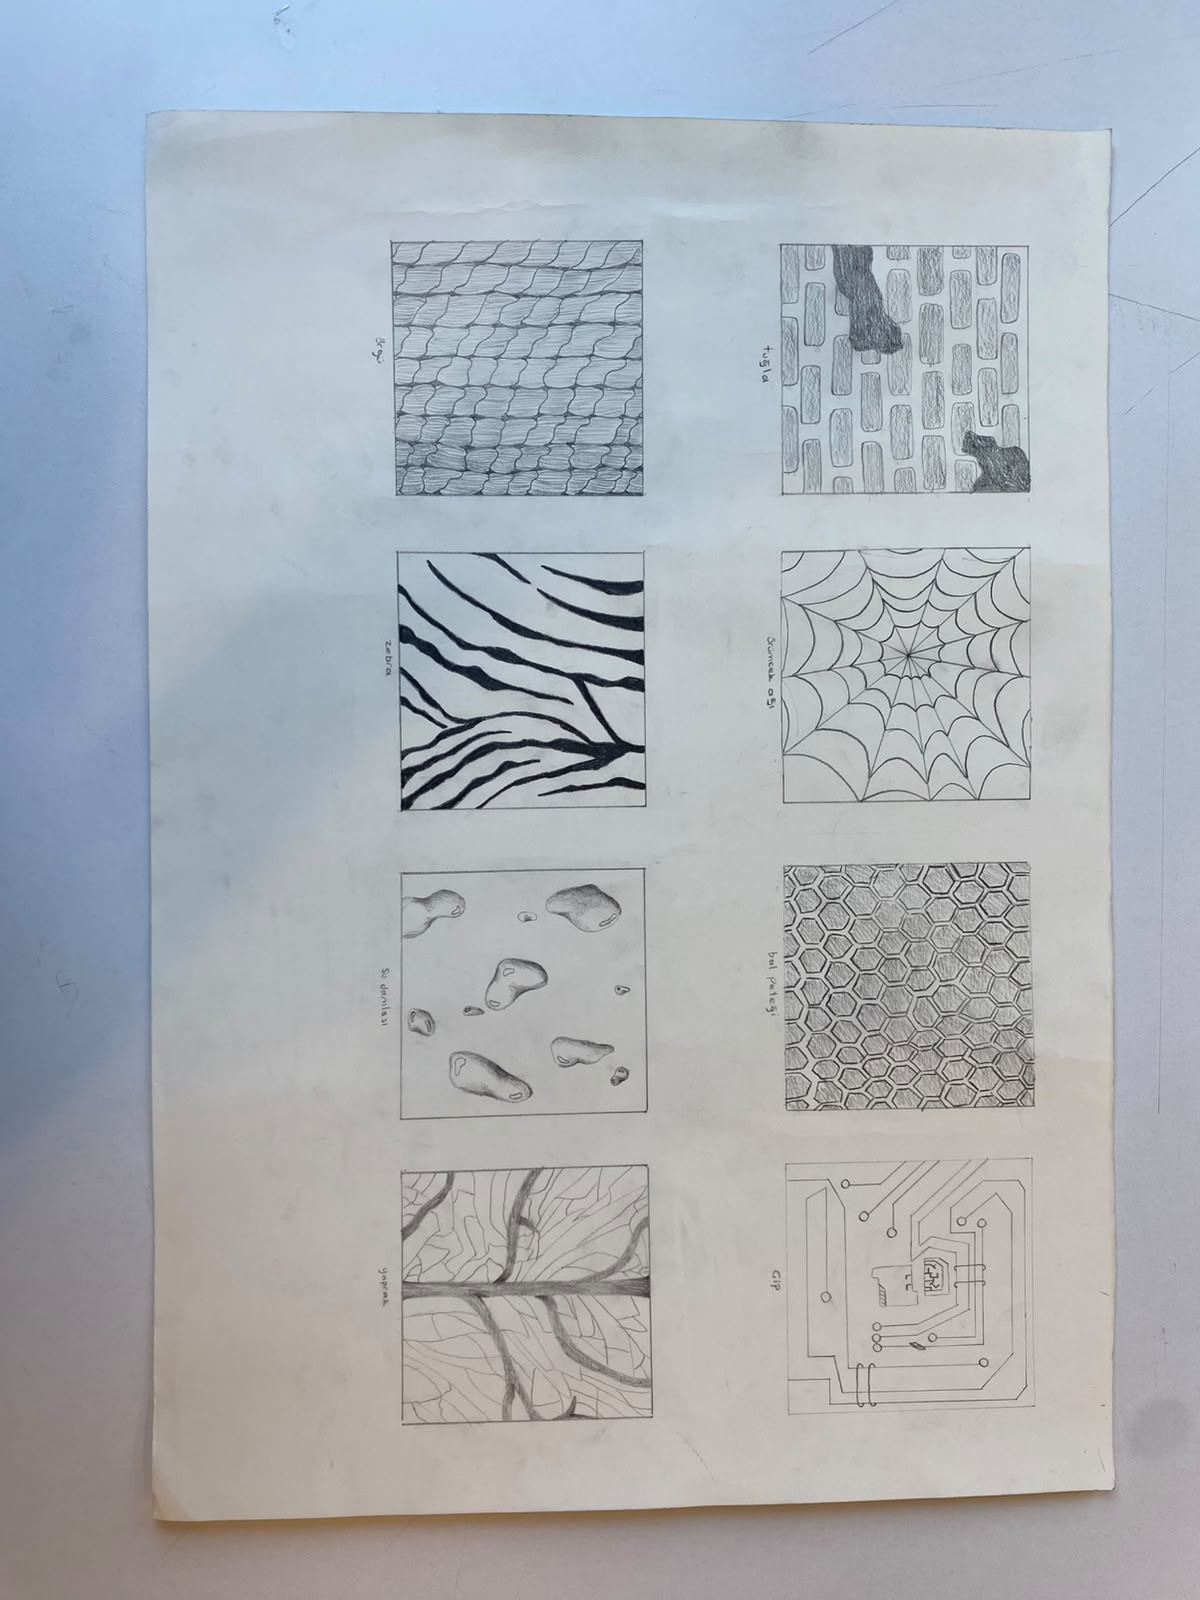 tuğla
örümcek ağı
bal peteği
Çip
örgü
zebra
su damlası
yaprak